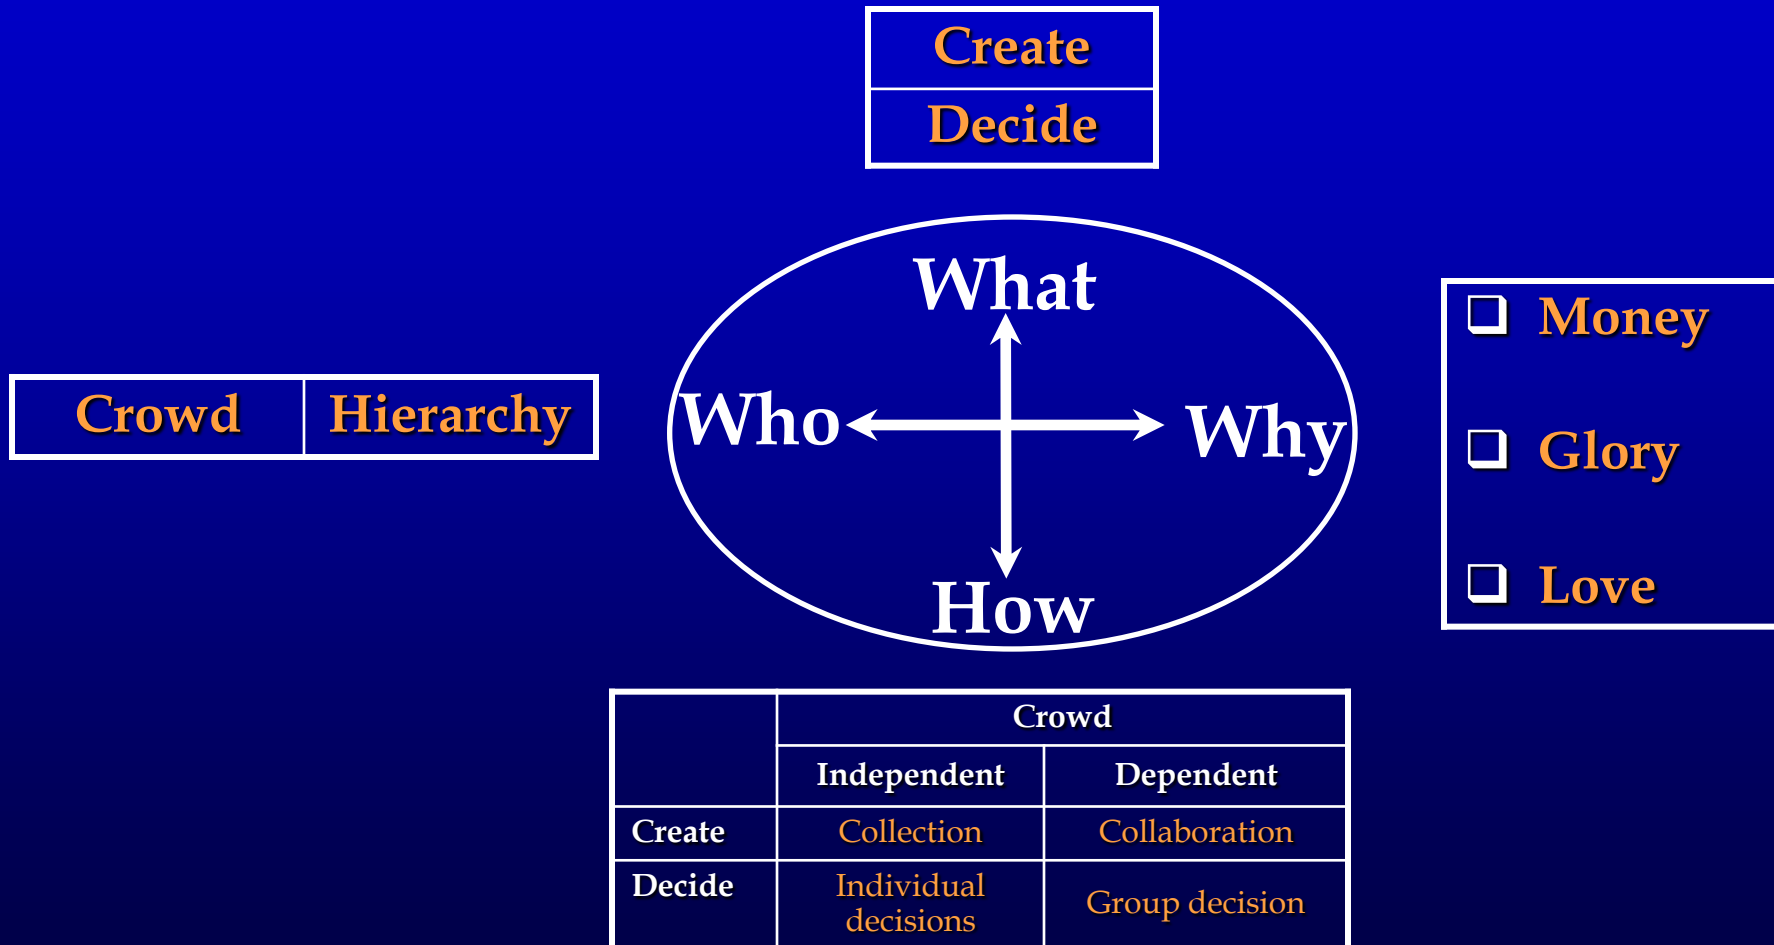 Create
Decide
What
Who
Why
How
Crowd Hierarchy
Money
Glory
Love
Crowd
Independent Dependent
Create Collection Collaboration
Decide Individual decisions Group decision